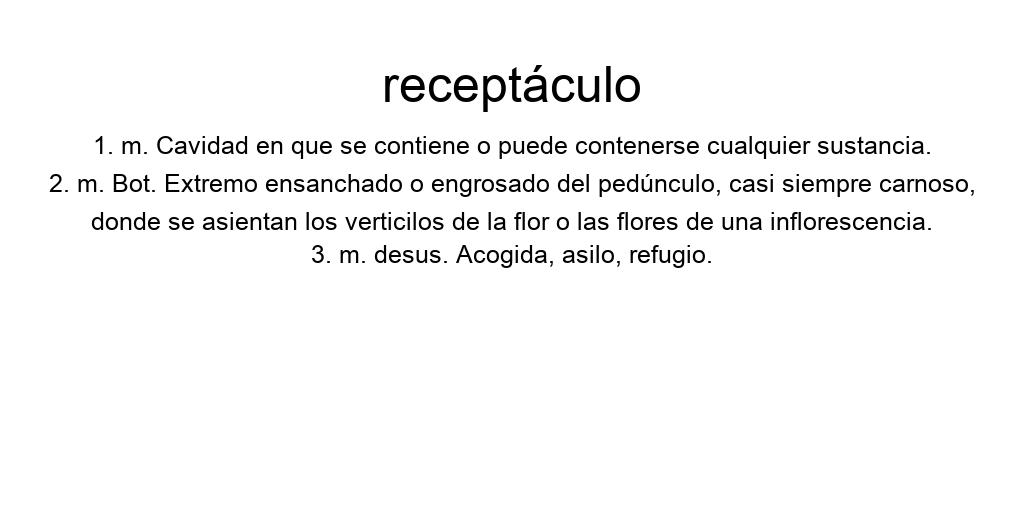 receptáculo
1. m. Cavidad en que se contiene o puede contenerse cualquier sustancia.
2. m. Bot. Extremo ensanchado o engrosado del pedúnculo, casi siempre carnoso,
donde se asientan los verticilos de la flor o las flores de una inflorescencia.
3. m. desus. Acogida, asilo, refugio.